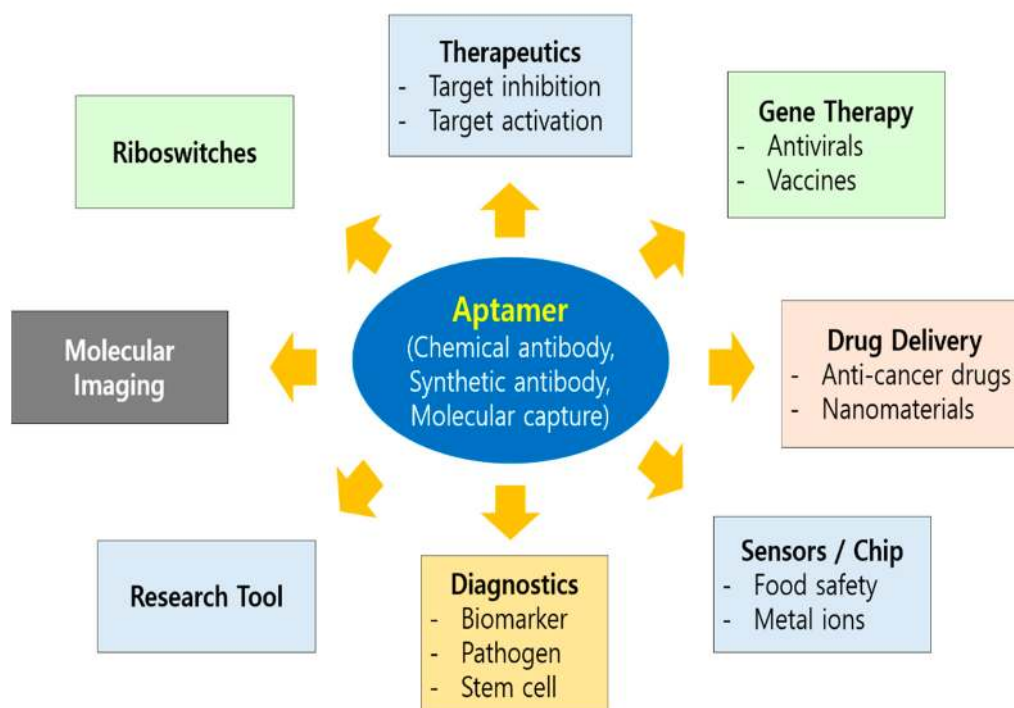 Therapeutics
- Target inhibition
- Target activation
Riboswitches
Gene Therapy
- Antivirals
- Vaccines
Aptamer
(Chemical antibody,
Synthetic antibody,
Molecular capture)
Molecular
Imaging
Drug Delivery
- Anti-cancer drugs
- Nanomaterials
Research Tool
Diagnostics
- Biomarker
- Pathogen
- Stem cell
Sensors / Chip
- Food safety
- Metal ions